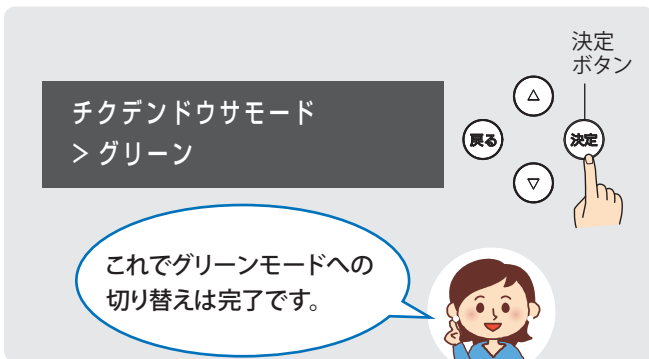 決定
ボタン
チクデンドウサモード
> グリーン
△
戻る
決定
▽
これでグリーンモードへの
切り替えは完了です。